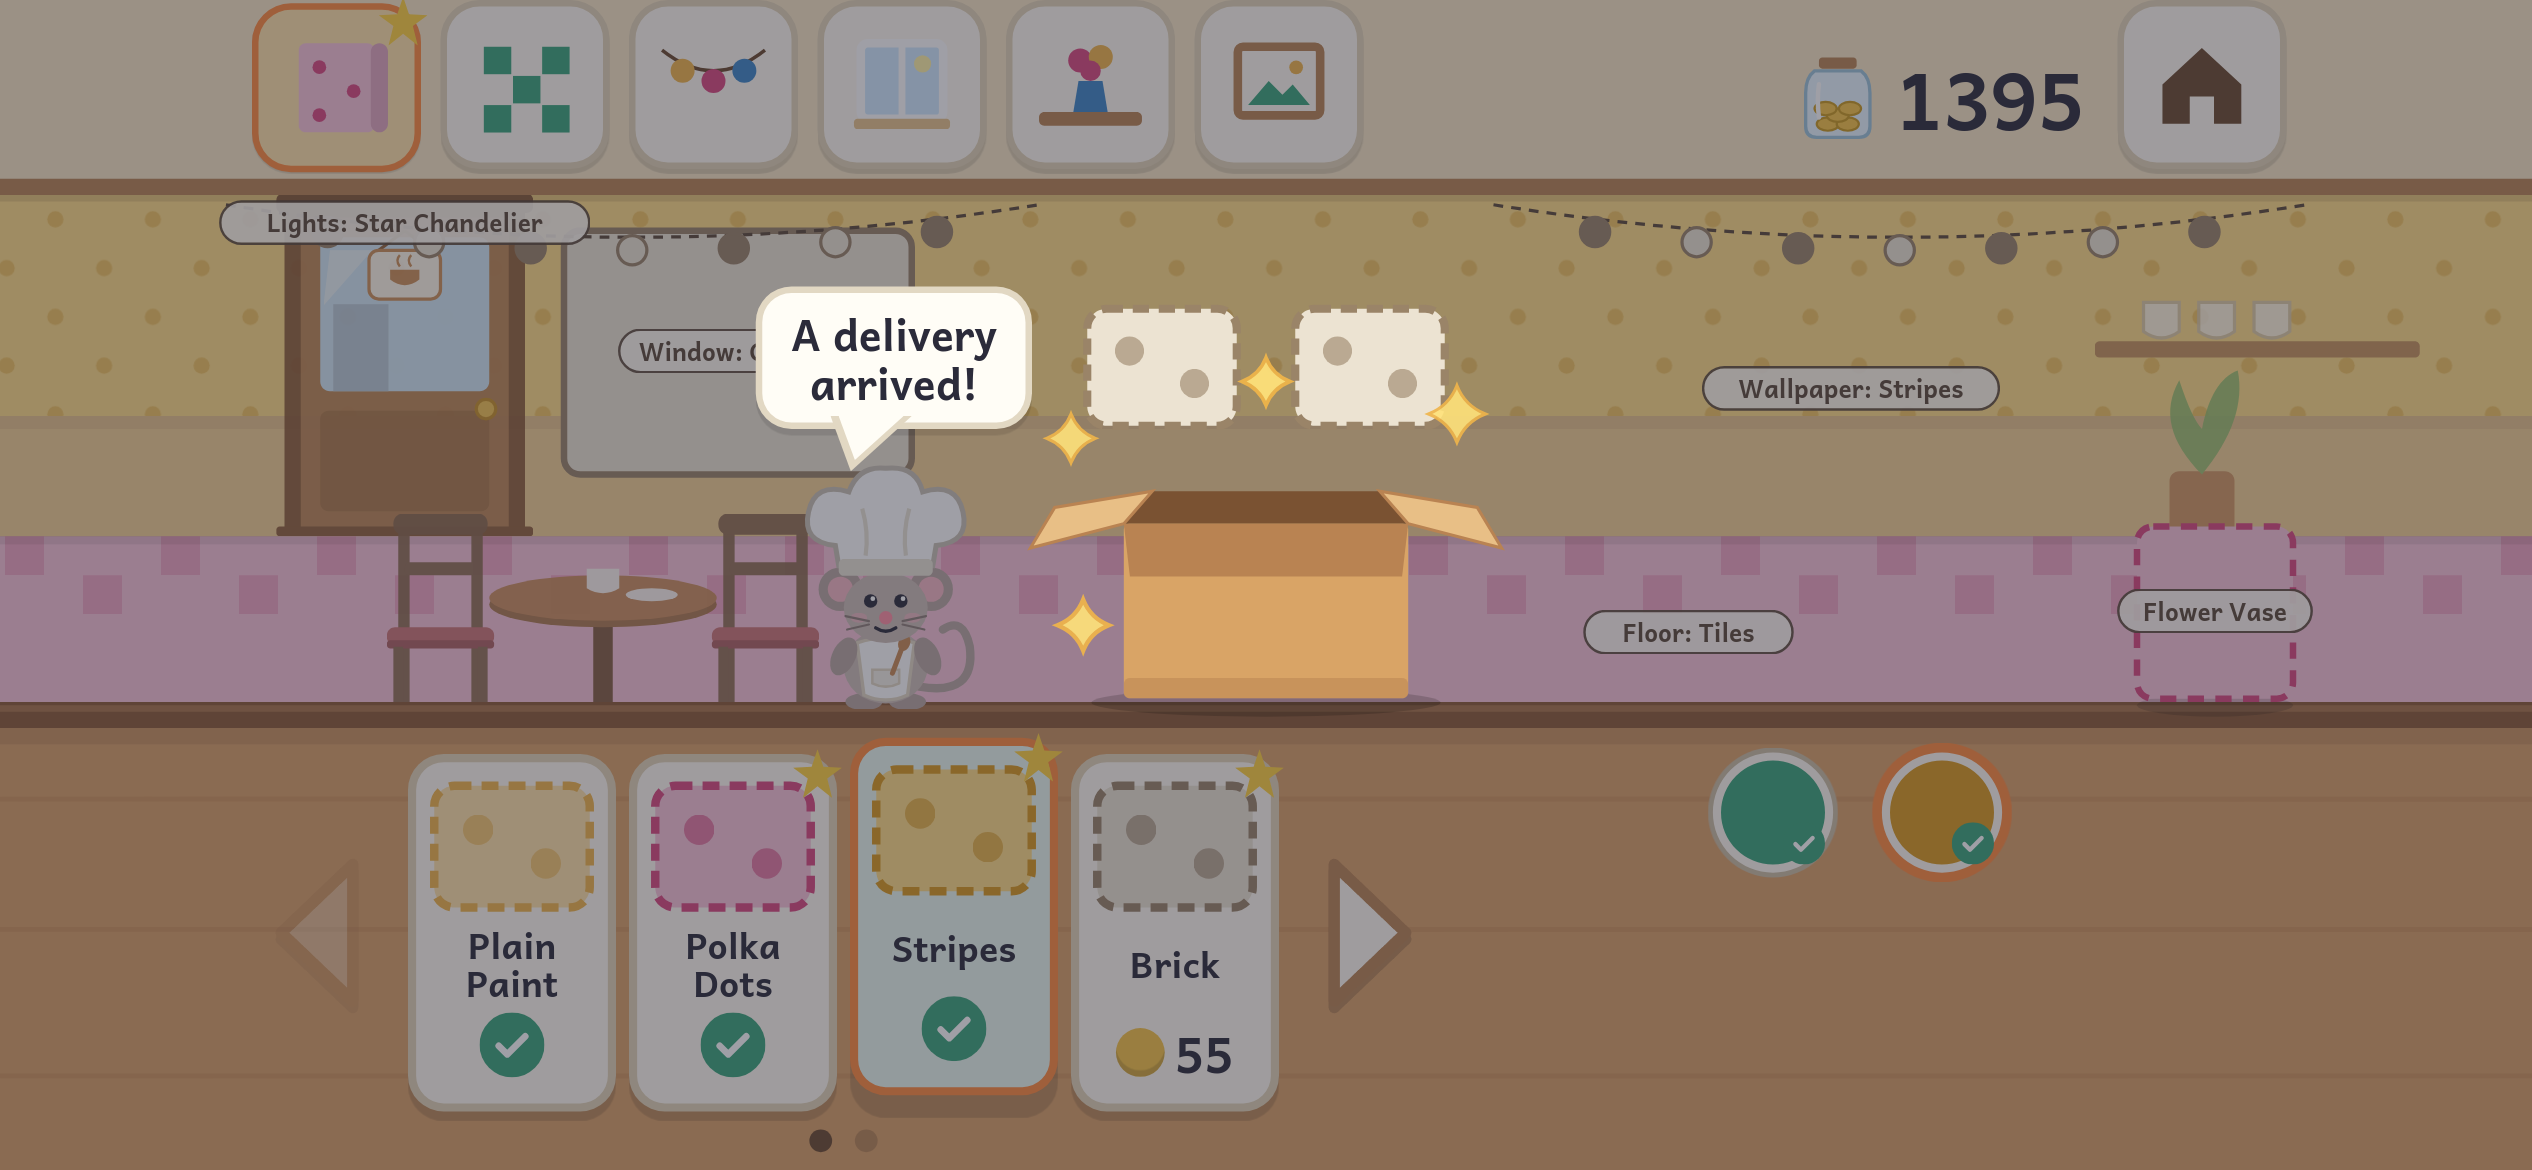 1395
Lights: Star Chandelier
Window:
A delivery
arrived!
Wallpaper: Stripes
Floor: Tiles
Flower Vase
Plain
Paint
Polka
Dots
Stripes
Brick
55